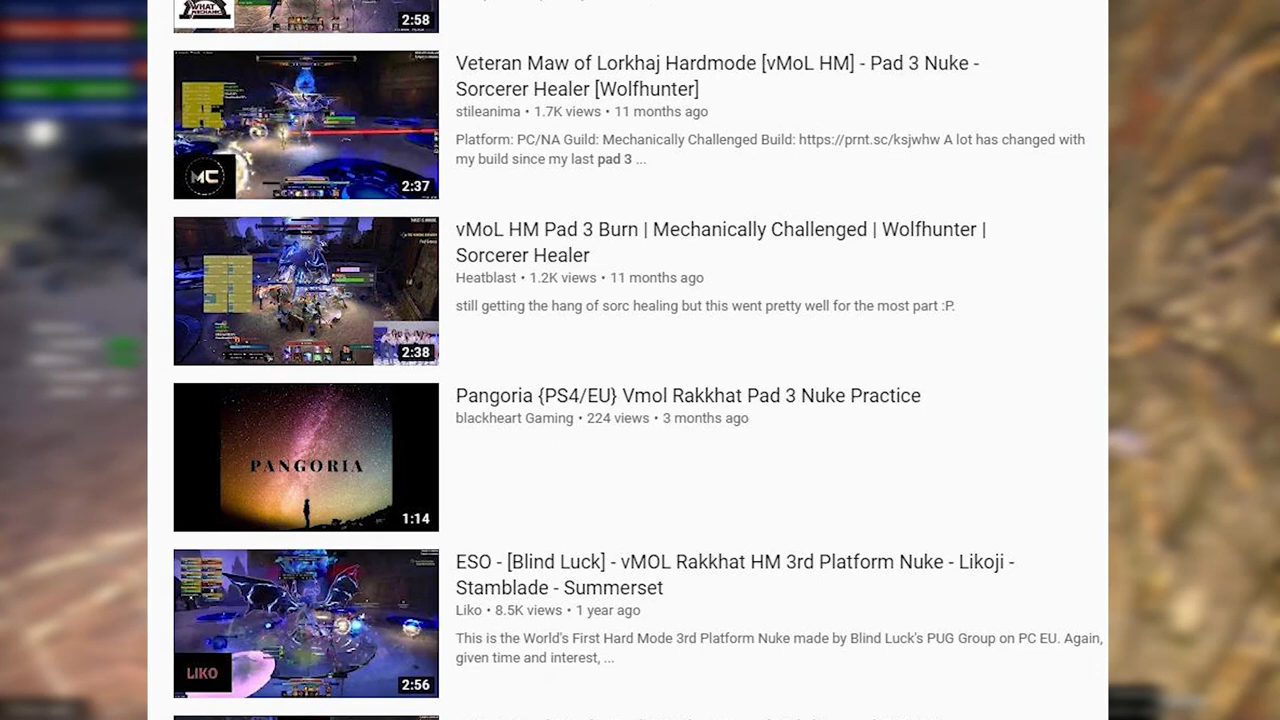 WHAT
2:58
Veteran Maw of Lorkhaj Hardmode [vMoL HM] - Pad 3 Nuke -
Sorcerer Healer [Wolfhunter]
stileanima • 1.7K views • 11 months ago
Platform: PC/NA Guild: Mechanically Challenged Build: https://prnt.sc/ksjwhw A lot has changed with
my build since my last pad 3 ...
MC
2:37
vMoL HM Pad 3 Burn | Mechanically Challenged | Wolfhunter |
Sorcerer Healer
Heatblast • 1.2K views • 11 months ago
still getting the hang of sorc healing but this went pretty well for the most part :P.
2:38
Pangoria {PS4/EU} Vmol Rakkhat Pad 3 Nuke Practice
blackheart Gaming • 224 views • 3 months ago
PANGORIA
1:14
ESO - [Blind Luck] - vMOL Rakkhat HM 3rd Platform Nuke - Likoji -
Stamblade - Summerset
Liko • 8.5K views • 1 year ago
This is the World's First Hard Mode 3rd Platform Nuke made by Blind Luck's PUG Group on PC EU. Again,
given time and interest, ...
LIKO
2:56